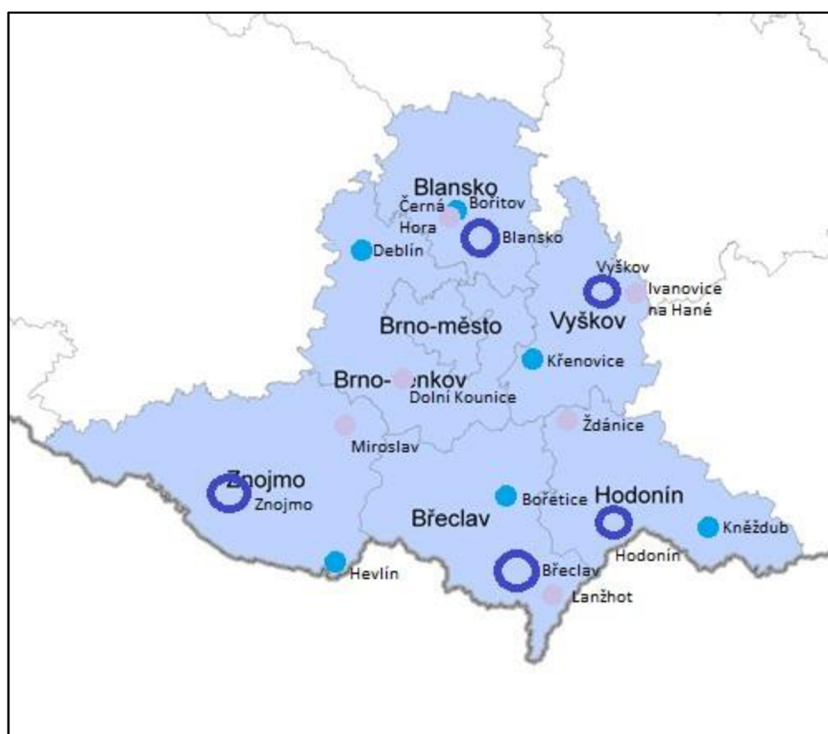 Blansko
Černá
Hora
Bořitov
Blansko
Deblín
Vyškov
Ivanovice
na Hané
Brno-město
Vyškov
Křenovice
Brno-venkov
Dolní Kounice
Ždánice
Miroslav
Znojmo
Znojmo
Bořetice
Hodonín
Břeclav
Kněždub
Hodonín
Hevlín
Břeclav
Lanžhot